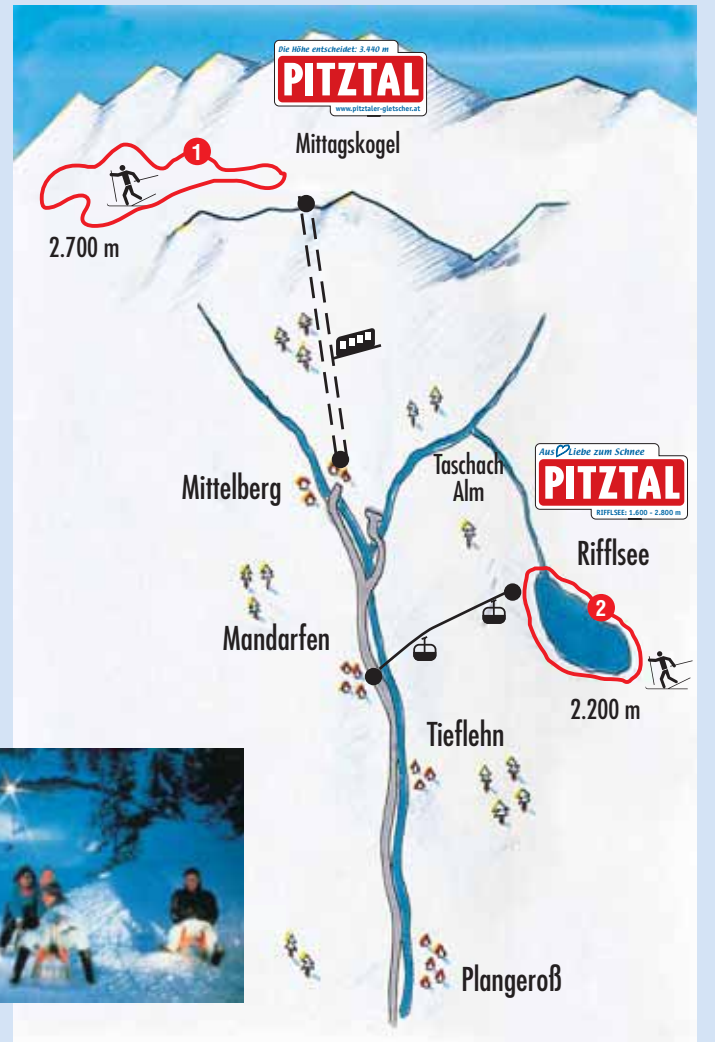 Die Höhe entscheidet: 3.440 m
PITZTAL
www.pitztaler-gletscher.at
Mittagskogel
1
2.700 m
Mittelberg
Taschach
Alm
Aus Liebe zum Schnee
PITZTAL
RIFFLSEE: 1.600 - 2.800 m
Rifflsee
2
Mandarfen
2.200 m
Tieflehn
Plangeroß